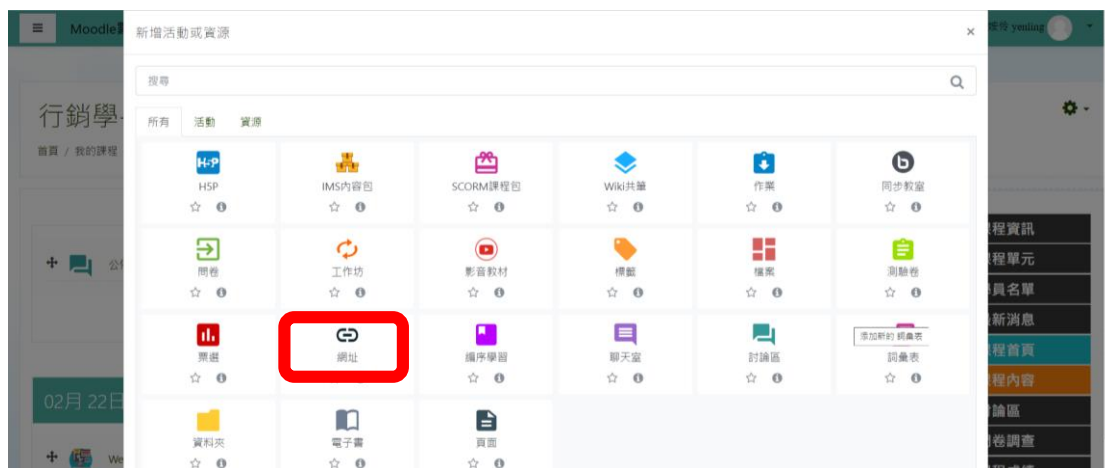 Moodle
新增活動或資源
×
yenling
搜尋
行銷學
首頁 / 我的課程
所有 活動 資源
H5P IMS內容包 SCORM課程包 Wiki共筆 作業 同步教室
問卷 工作坊 影音教材 標籤 檔案 測驗卷
票選 網址 編序學習 聊天室 討論區 詞彙表
添加新的 詞彙表
資料夾 電子書 頁面
02月 22日
We
程資訊
程單元
員名單
新消息
程首頁
程內容
論區
卷調查